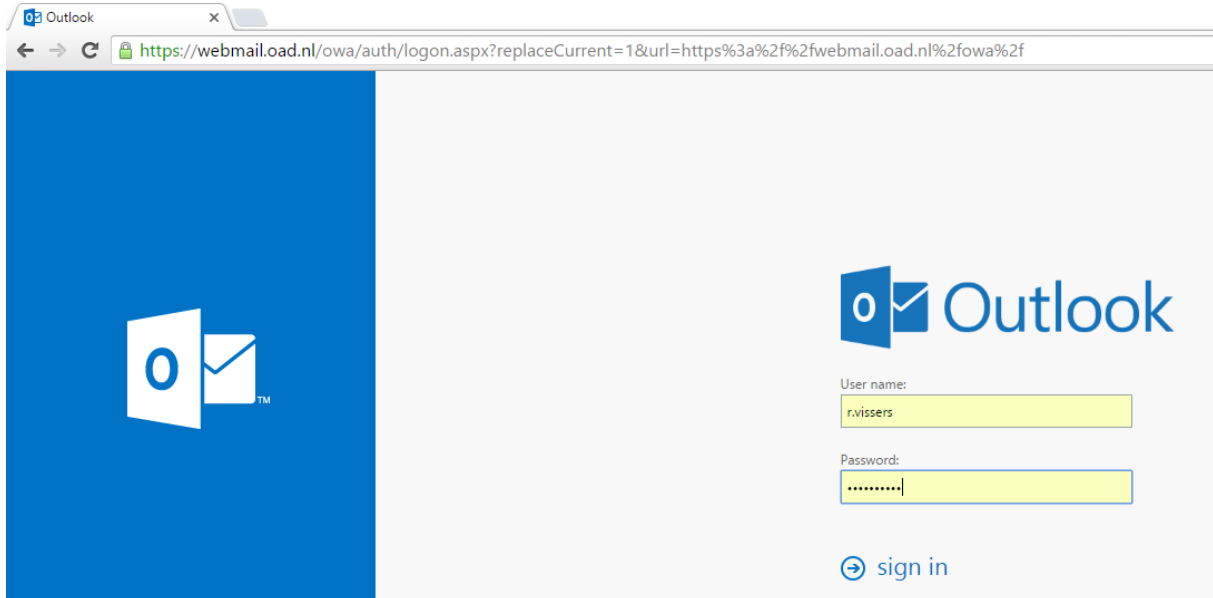 Outlook
https://webmail.oad.nl/owa/auth/logon.aspx?replaceCurrent=1&url=https%3a%2f%2fwebmail.oad.nl%2fowa%2f
Outlook
User name:
r.vissers
Password:
••••••••••
sign in
O
TM